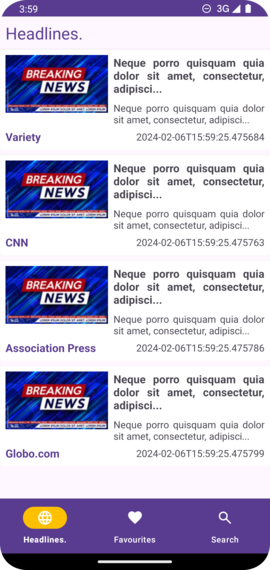 3:59
3G
Headlines.
BREAKING
NEWS
Neque porro quisquam quia
dolor sit amet, consectetur,
adipisci...
Neque porro quisquam quia dolor
sit amet, consectetur, adipisci...
Variety
2024-02-06T15:59:25.475684
BREAKING
NEWS
Neque porro quisquam quia
dolor sit amet, consectetur,
adipisci...
Neque porro quisquam quia dolor
sit amet, consectetur, adipisci...
CNN
2024-02-06T15:59:25.475763
BREAKING
NEWS
Neque porro quisquam quia
dolor sit amet, consectetur,
adipisci...
Neque porro quisquam quia dolor
sit amet, consectetur, adipisci...
Association Press
2024-02-06T15:59:25.475786
BREAKING
NEWS
Neque porro quisquam quia
dolor sit amet, consectetur,
adipisci...
Neque porro quisquam quia dolor
sit amet, consectetur, adipisci...
Globo.com
2024-02-06T15:59:25.475799
Headlines.
Favourites
Search